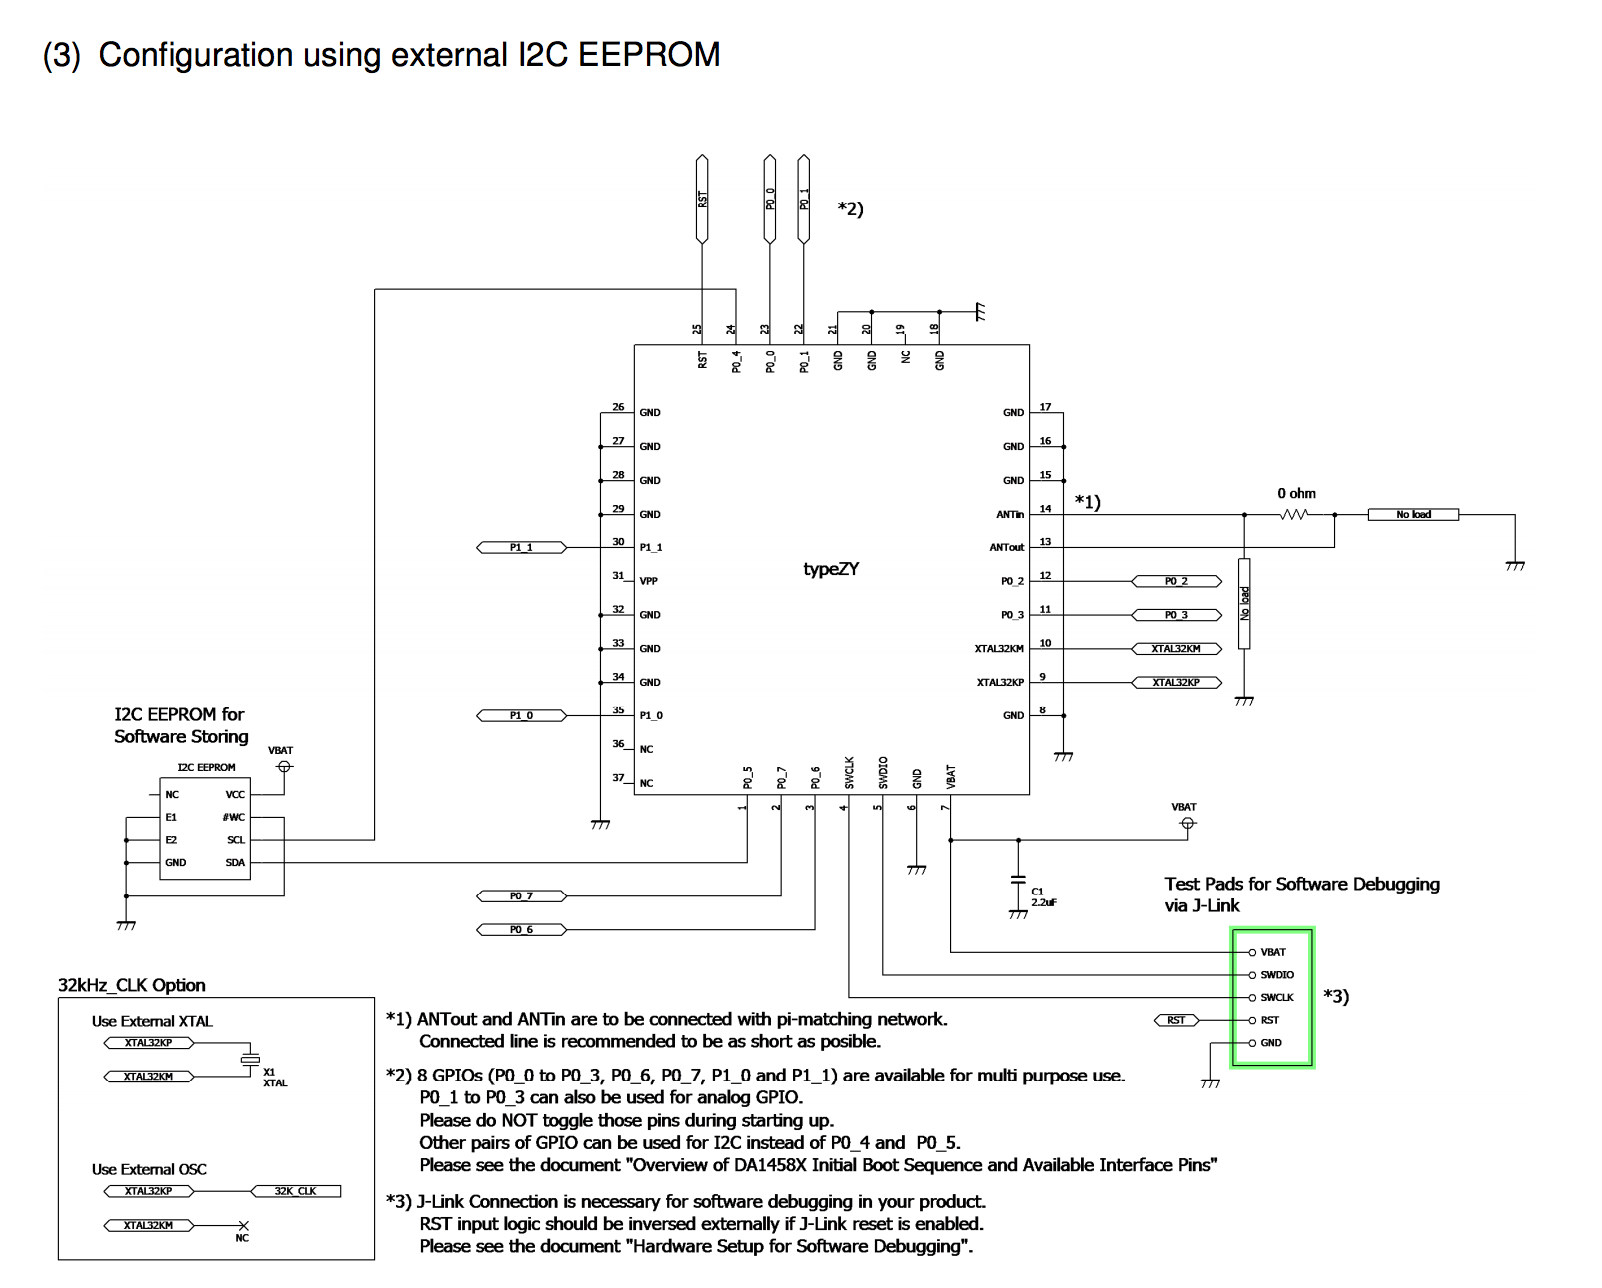 (3) Configuration using external I2C EEPROM
RST
P0_0
P0_1
*2)
25
24
23
22
21
20
19
18
RST
P0_4
P0_0
P0_1
GND
GND
NC
GND
26 GND
27 GND
28 GND
29 GND
P1_1 30 P1_1
31 VPP
32 GND
33 GND
34 GND
P1_0 35 P1_0
36 NC
37 NC
typeZY
GND 17
GND 16
GND 15
*1)
ANTin 14
0 ohm
No load
ANTout 13
P0_2 12 P0_2
P0_3 11 P0_3
No load
XTAL32KM 10 XTAL32KM
XTAL32KP 9 XTAL32KP
GND 8
P0_5
P0_7
P0_6
SWCLK
SWDIO
GND
VBAT
1
2
3
4
5
6
7
I2C EEPROM for
Software Storing
VBAT
I2C EEPROM
NC VCC
E1 #WC
E2 SCL
GND SDA
P0_7
P0_6
VBAT
C1
2.2uF
Test Pads for Software Debugging
via J-Link
VBAT
SWDIO
SWCLK
*3)
RST RST
GND
32kHz_CLK Option
Use External XTAL
XTAL32KP
XTAL32KM
X1
XTAL
Use External OSC
XTAL32KP 32K_CLK
XTAL32KM
NC
*1) ANTout and ANTin are to be connected with pi-matching network.
Connected line is recommended to be as short as posible.
*2) 8 GPIOs (P0_0 to P0_3, P0_6, P0_7, P1_0 and P1_1) are available for multi purpose use.
P0_1 to P0_3 can also be used for analog GPIO.
Please do NOT toggle those pins during starting up.
Other pairs of GPIO can be used for I2C instead of P0_4 and P0_5.
Please see the document "Overview of DA1458X Initial Boot Sequence and Available Interface Pins"
*3) J-Link Connection is necessary for software debugging in your product.
RST input logic should be inversed externally if J-Link reset is enabled.
Please see the document "Hardware Setup for Software Debugging".